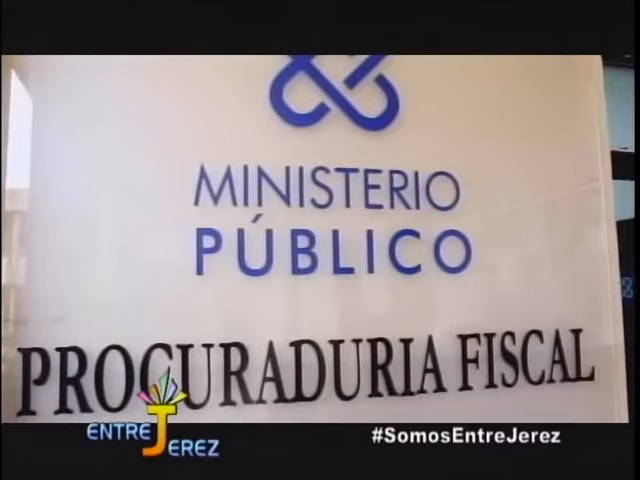 MINISTERIO
PÚBLICO
PROCURADURIA FISCAL
ENTRE JEREZ
#SomosEntreJerez